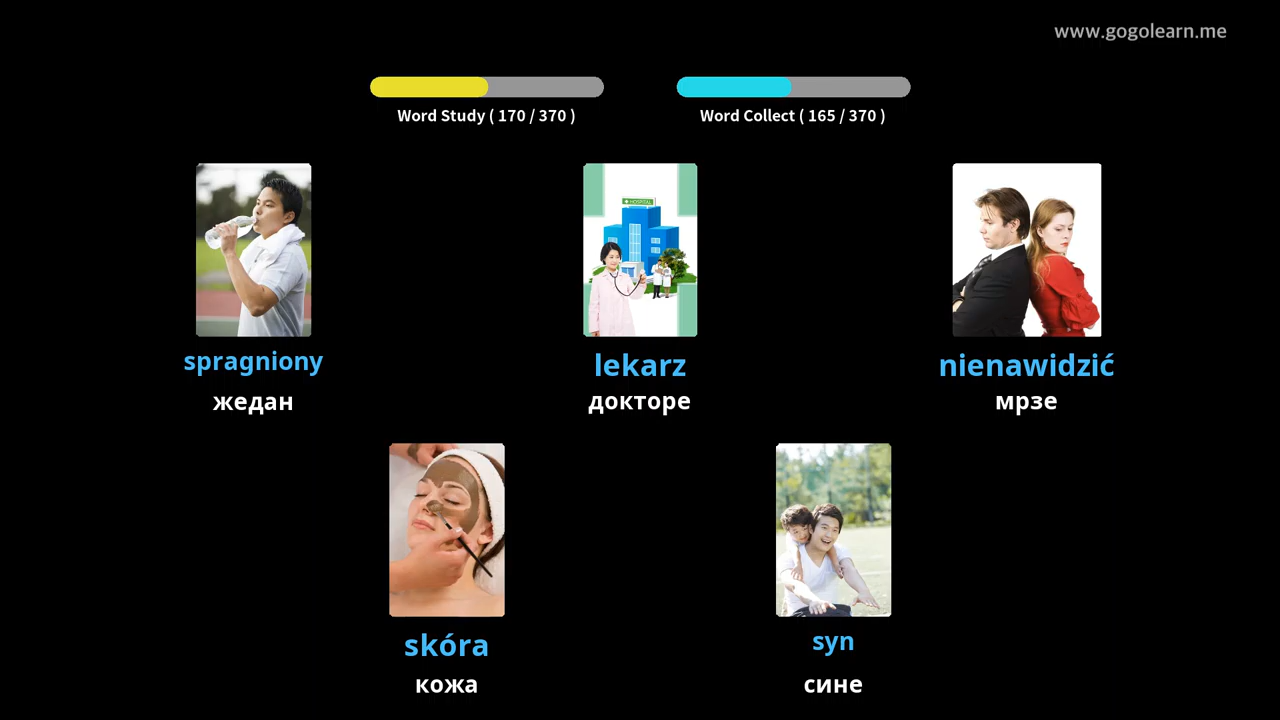 www.gogolearn.me
Word Study ( 170 / 370 )
Word Collect ( 165 / 370 )
HOSPITAL
spragniony
жедан
lekarz
докторе
nienawidzić
мрзе
skóra
кожа
syn
сине